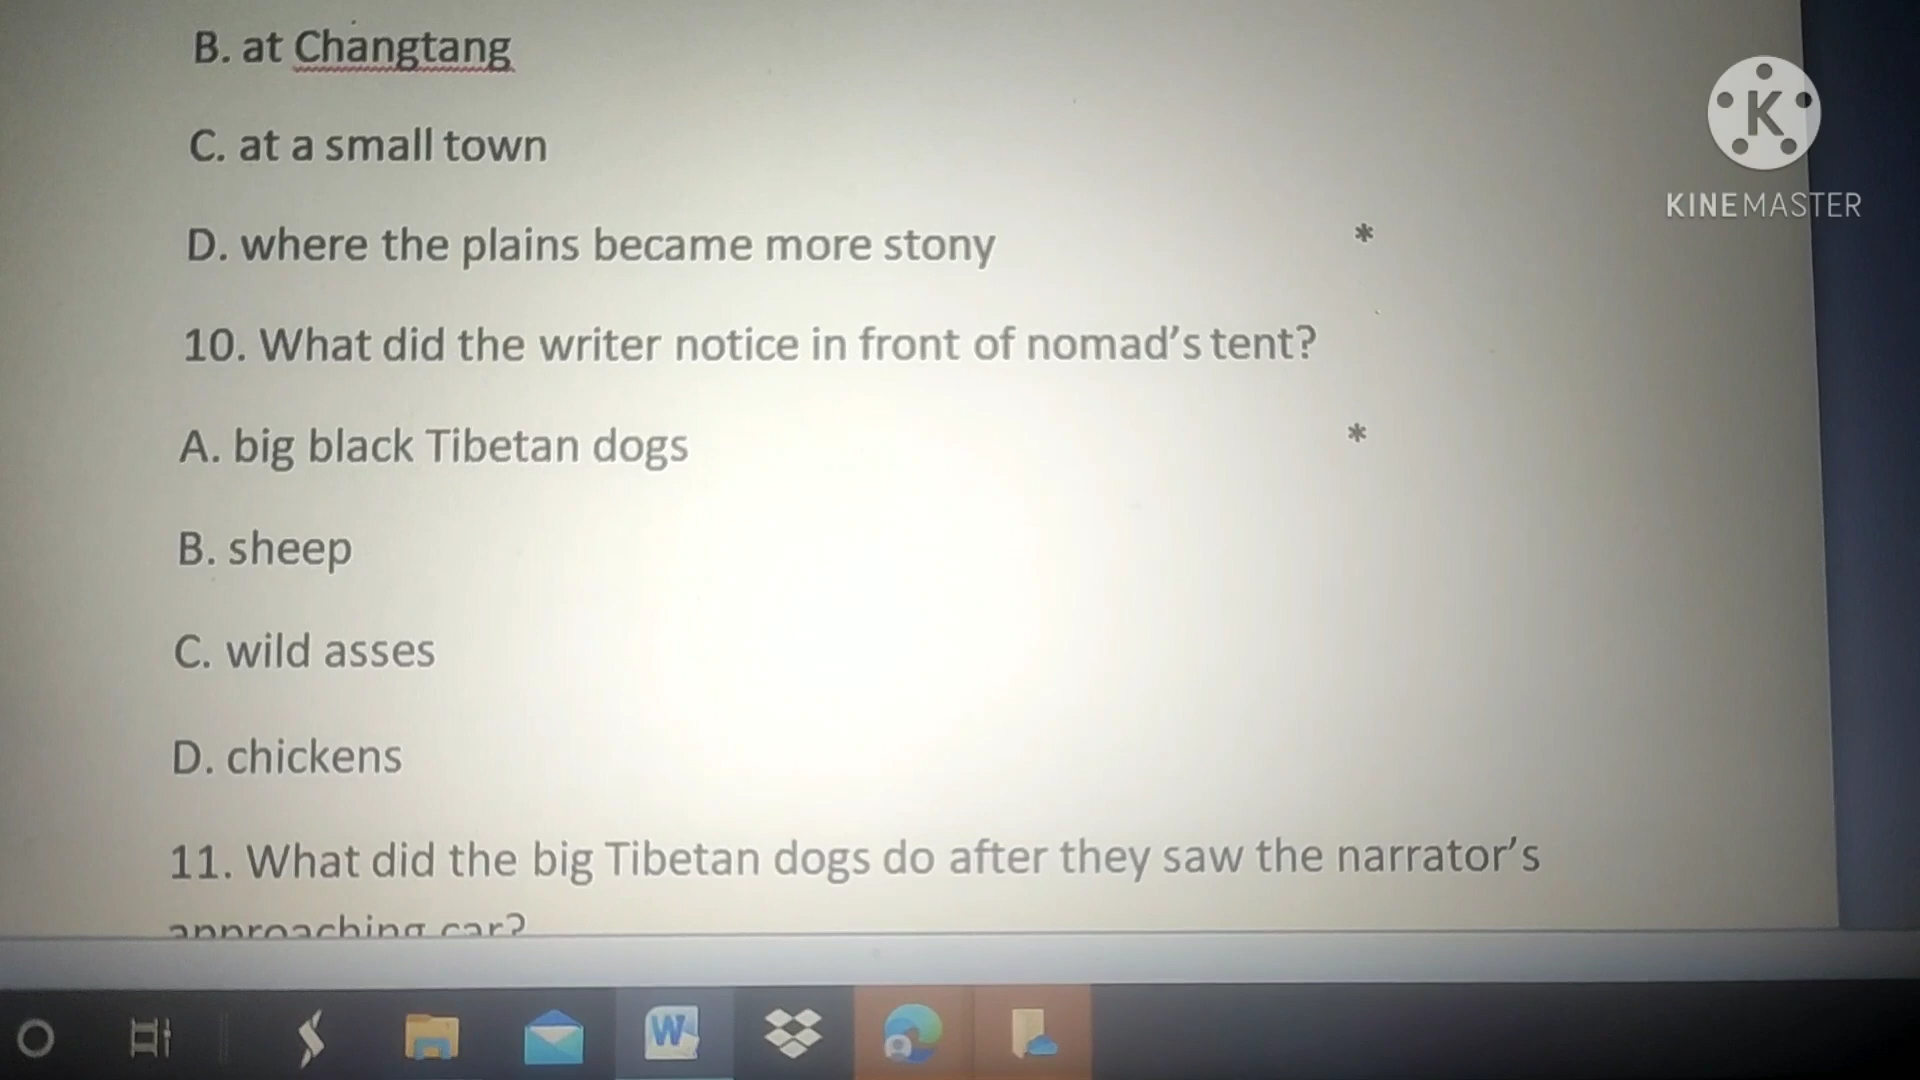 B. at Changtang
C. at a small town
D. where the plains became more stony *
10. What did the writer notice in front of nomad's tent?
A. big black Tibetan dogs *
B. sheep
C. wild asses
D. chickens
11. What did the big Tibetan dogs do after they saw the narrator's
approaching car?
K
KINEMASTER
W